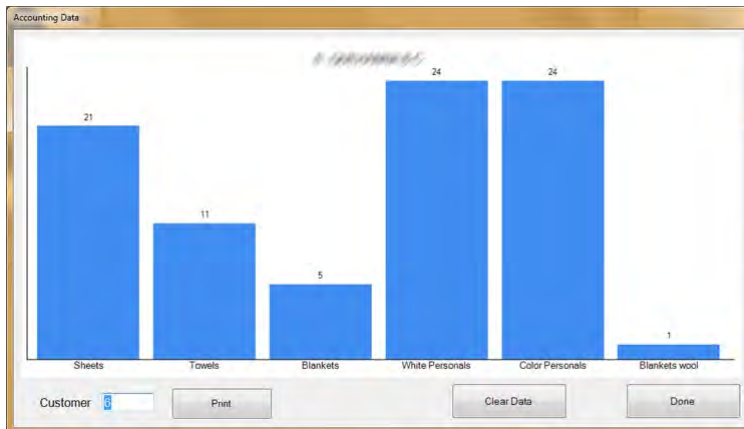 Accounting Data
24
24
21
11
5
1
Sheets
Towels
Blankets
White Personals
Color Personals
Blankets wool
Customer 6
Print
Clear Data
Done